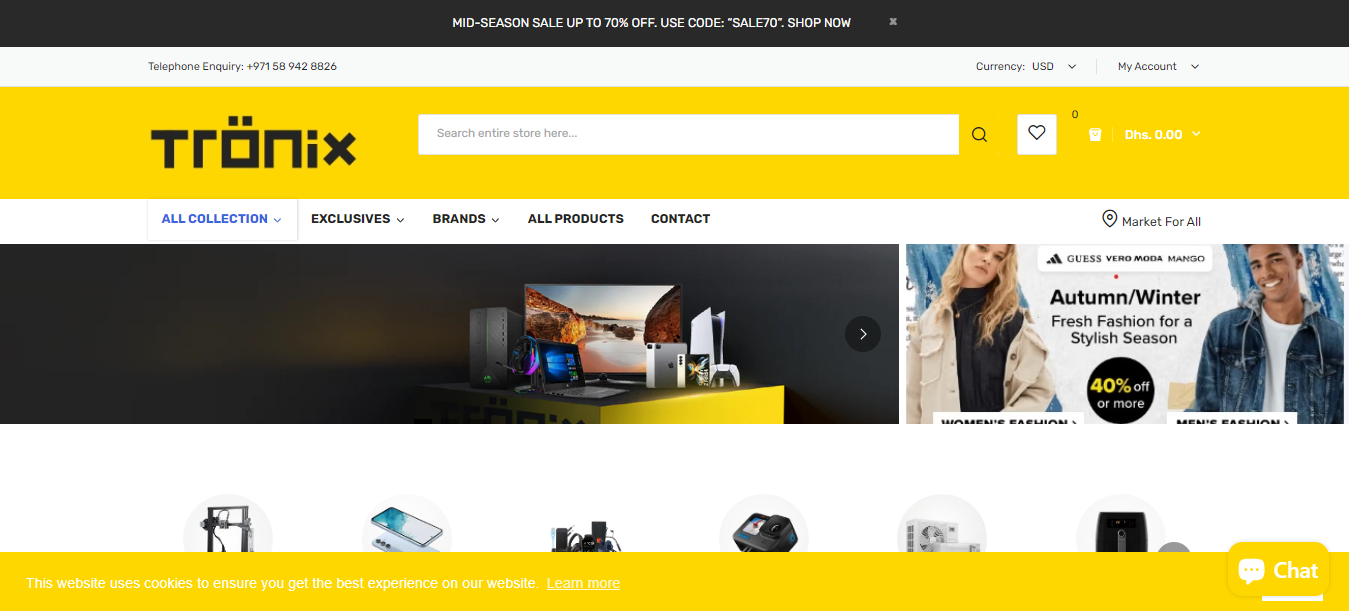 MID-SEASON SALE UP TO 70% OFF. USE CODE: "SALE70". SHOP NOW
Telephone Enquiry: +971 58 942 8826
Currency: USD
My Account
Trönix
Search entire store here...
0
Dhs. 0.00
ALL COLLECTION
EXCLUSIVES
BRANDS
ALL PRODUCTS
CONTACT
Market For All
Trönix
GUESS VERO MODA MANGO
Autumn/Winter
Fresh Fashion for a
Stylish Season
40% off
or more
WOMEN'S FASHION ›
MEN'S FASHION ›
This website uses cookies to ensure you get the best experience on our website. Learn more
Chat